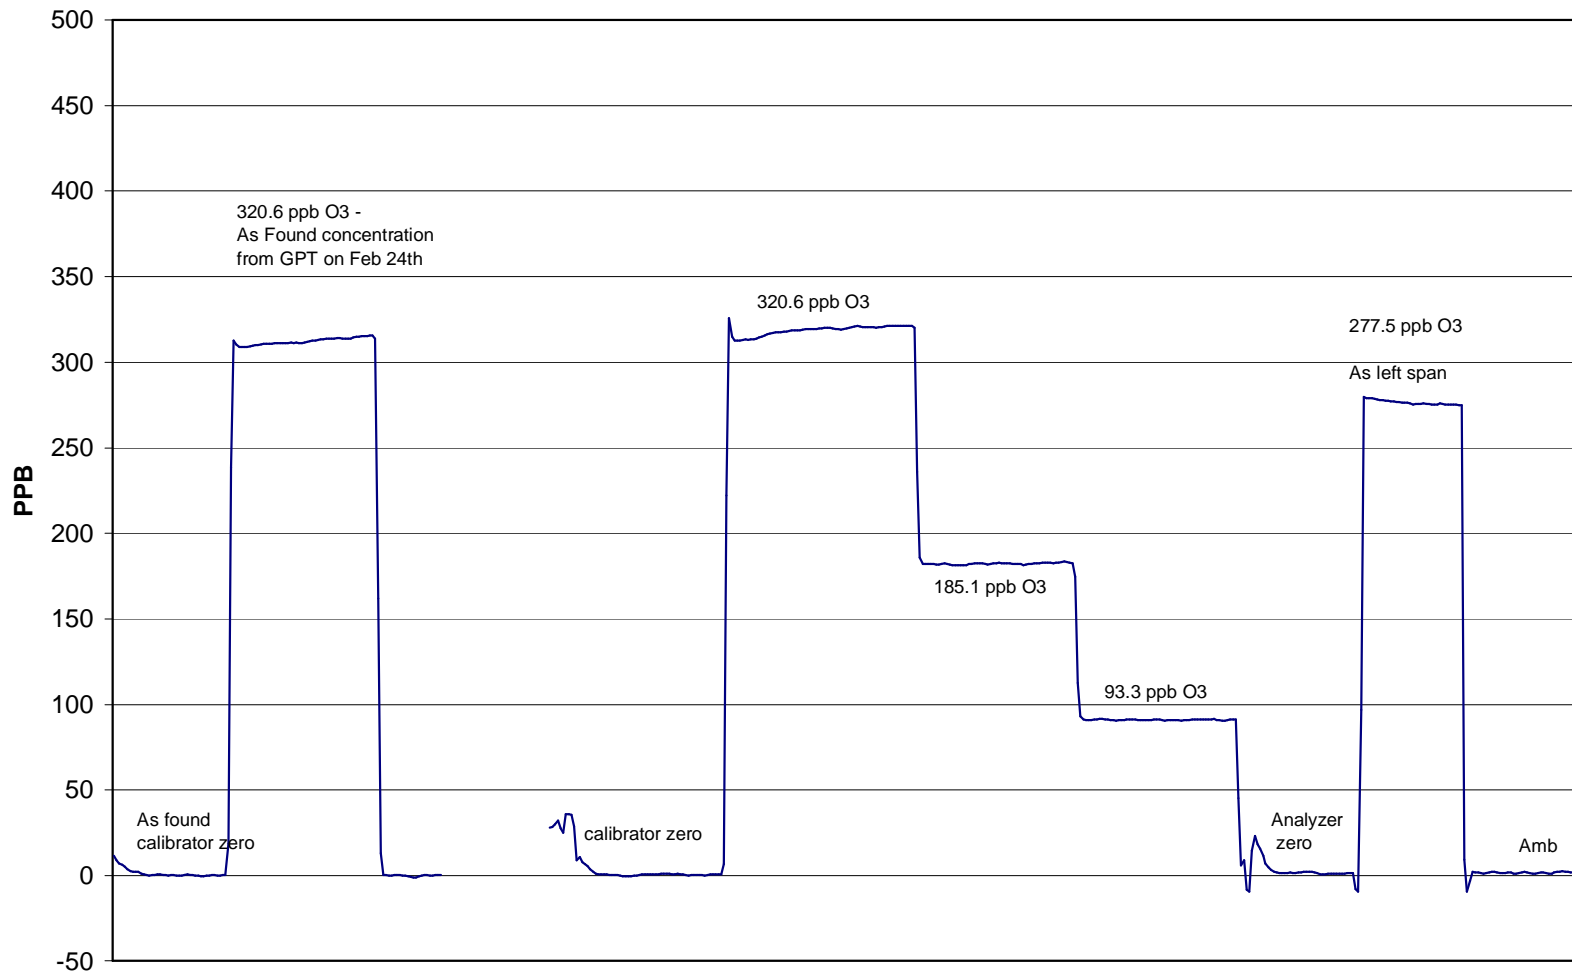 500
450
400
350
300
250
200
150
100
50
0
-50
PPB
320.6 ppb O3 -
As Found concentration
from GPT on Feb 24th
As found
calibrator zero
calibrator zero
320.6 ppb O3
185.1 ppb O3
93.3 ppb O3
Analyzer
zero
277.5 ppb O3
As left span
Amb